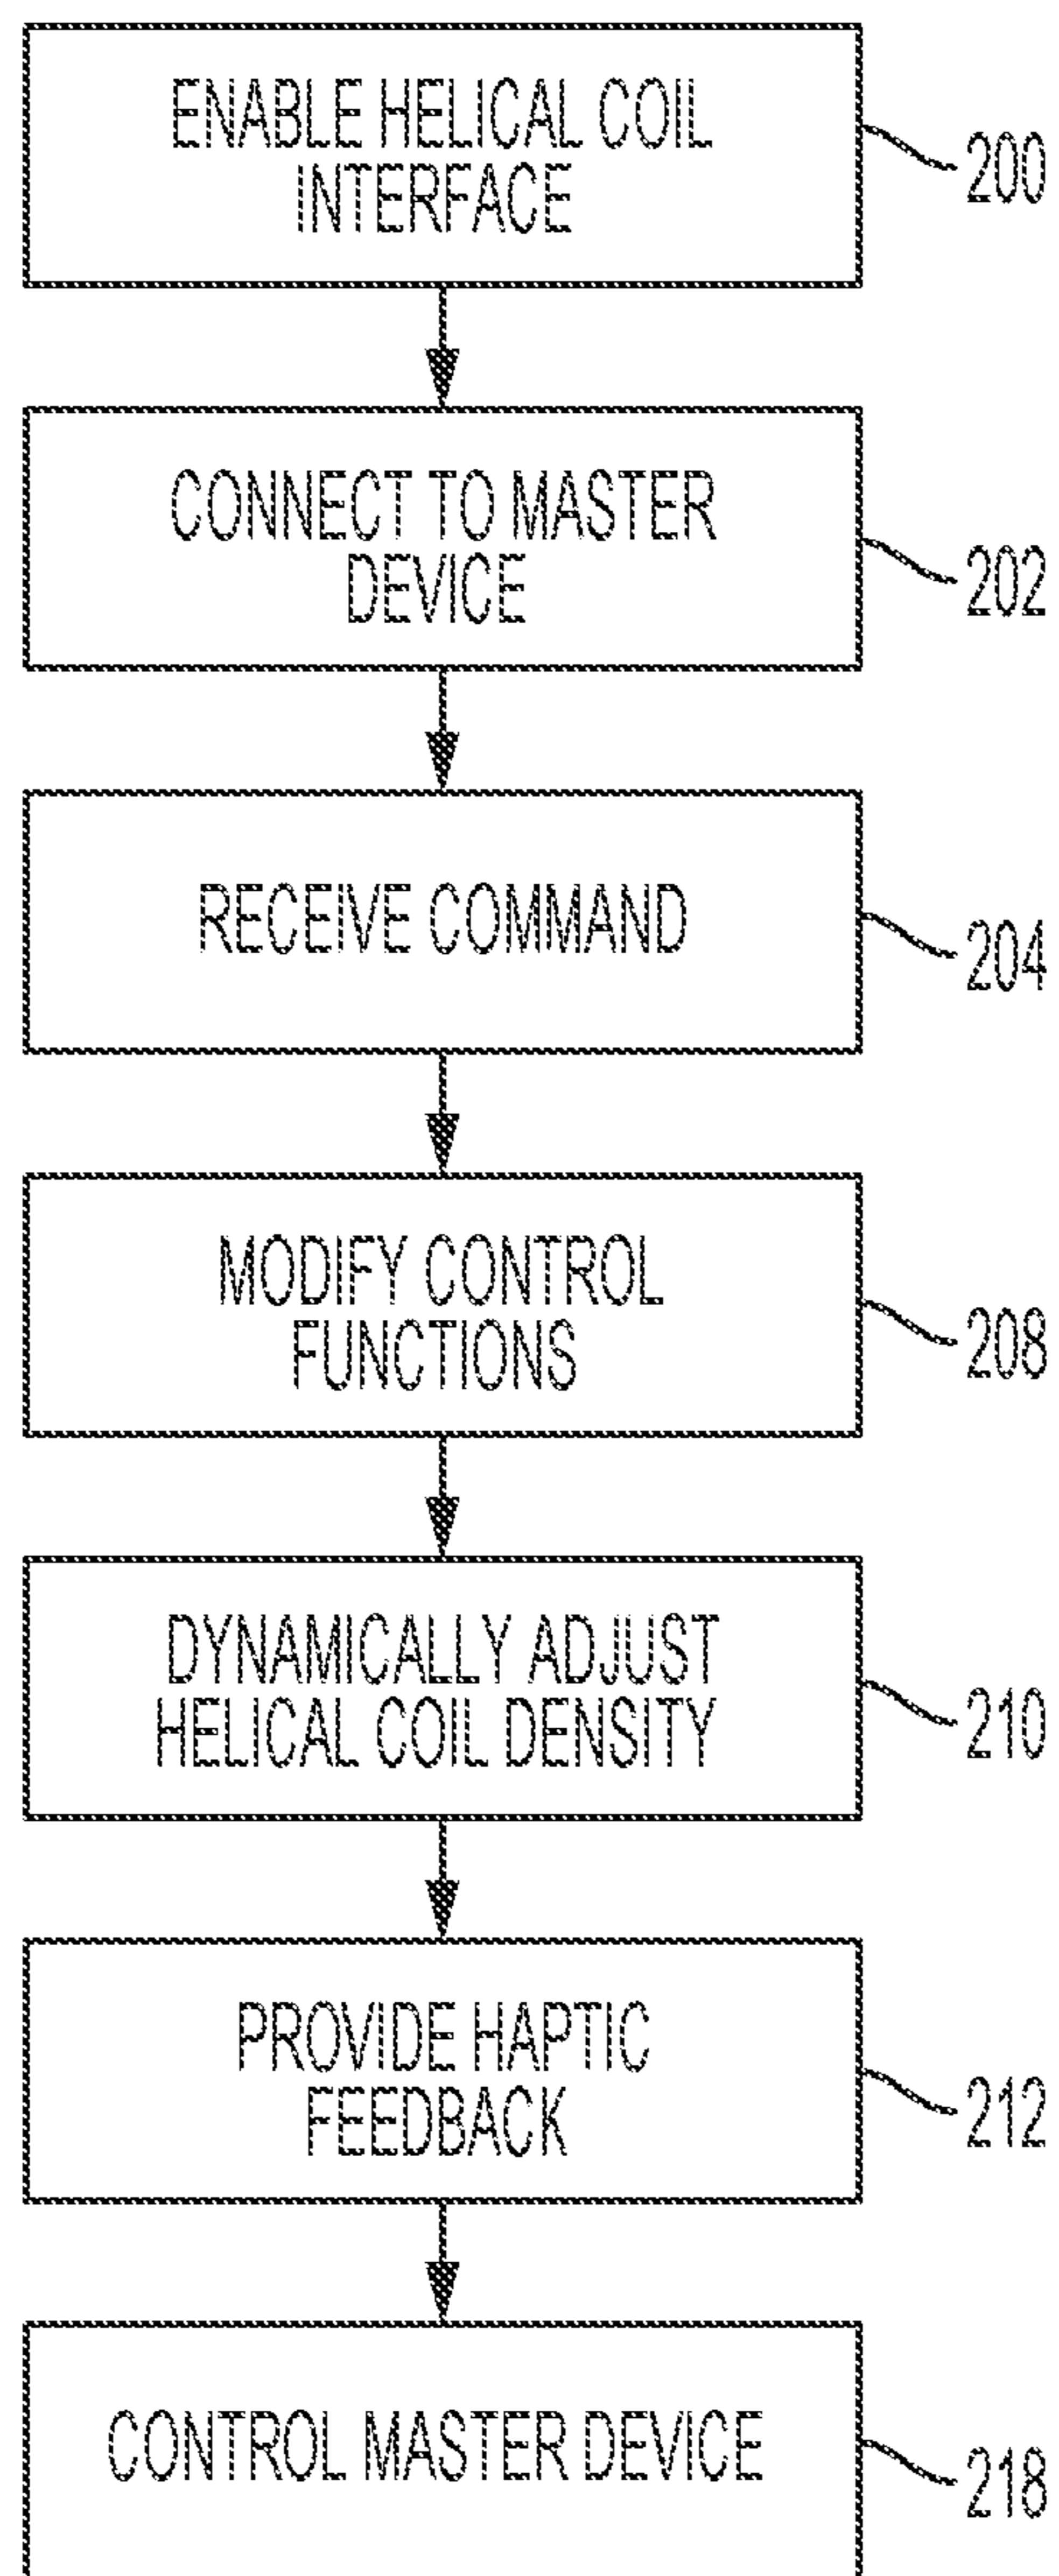 ENABLE HELICAL COIL
INTERFACE
200
CONNECT TO MASTER
DEVICE
202
RECEIVE COMMAND
204
MODIFY CONTROL
FUNCTIONS
208
DYNAMICALLY ADJUST
HELICAL COIL DENSITY
210
PROVIDE HAPTIC
FEEDBACK
212
CONTROL MASTER DEVICE
218